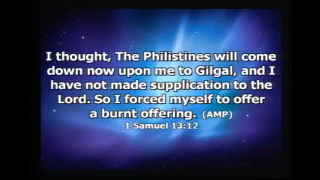 I thought, The Philistines will come
down now upon me to Gilgal, and I
have not made supplication to the
Lord. So I forced myself to offer
a burnt offering. (AMP)
1 Samuel 13:12